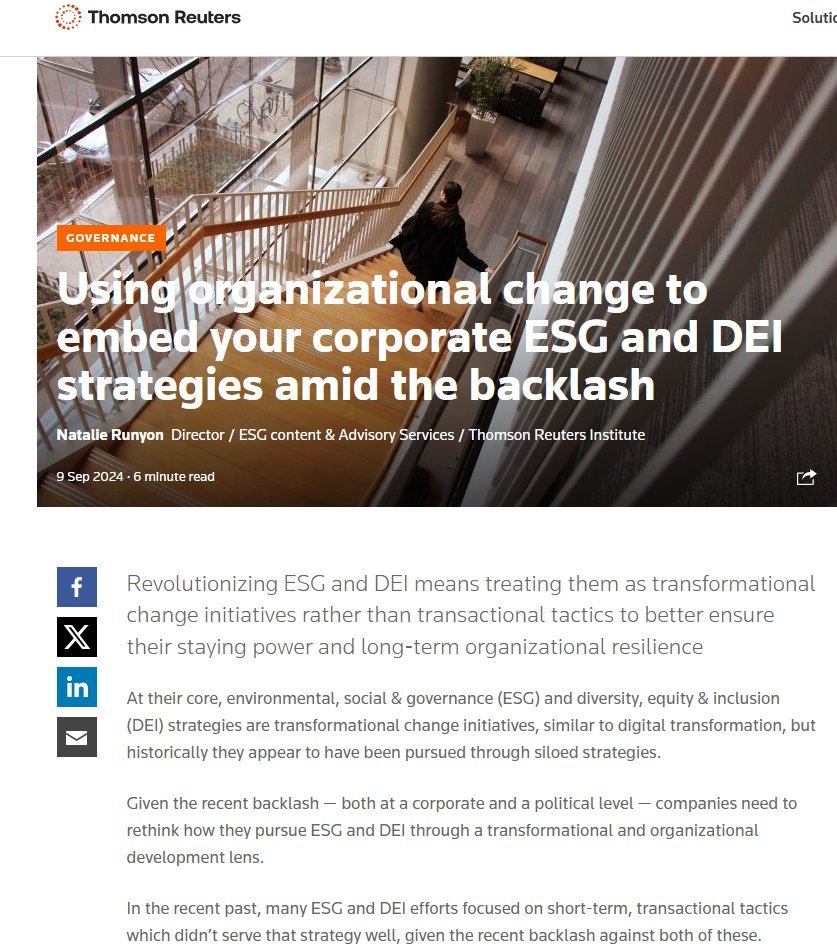 Thomson Reuters
Solutio
GOVERNANCE
Using organizational change to
embed your corporate ESG and DEI
strategies amid the backlash
Natalie Runyon Director / ESG content & Advisory Services / Thomson Reuters Institute
9 Sep 2024 · 6 minute read
Revolutionizing ESG and DEI means treating them as transformational
change initiatives rather than transactional tactics to better ensure
their staying power and long-term organizational resilience
At their core, environmental, social & governance (ESG) and diversity, equity & inclusion
(DEI) strategies are transformational change initiatives, similar to digital transformation, but
historically they appear to have been pursued through siloed strategies.
Given the recent backlash — both at a corporate and a political level — companies need to
rethink how they pursue ESG and DEI through a transformational and organizational
development lens.
In the recent past, many ESG and DEI efforts focused on short-term, transactional tactics
which didn't serve that strategy well, given the recent backlash against both of these.